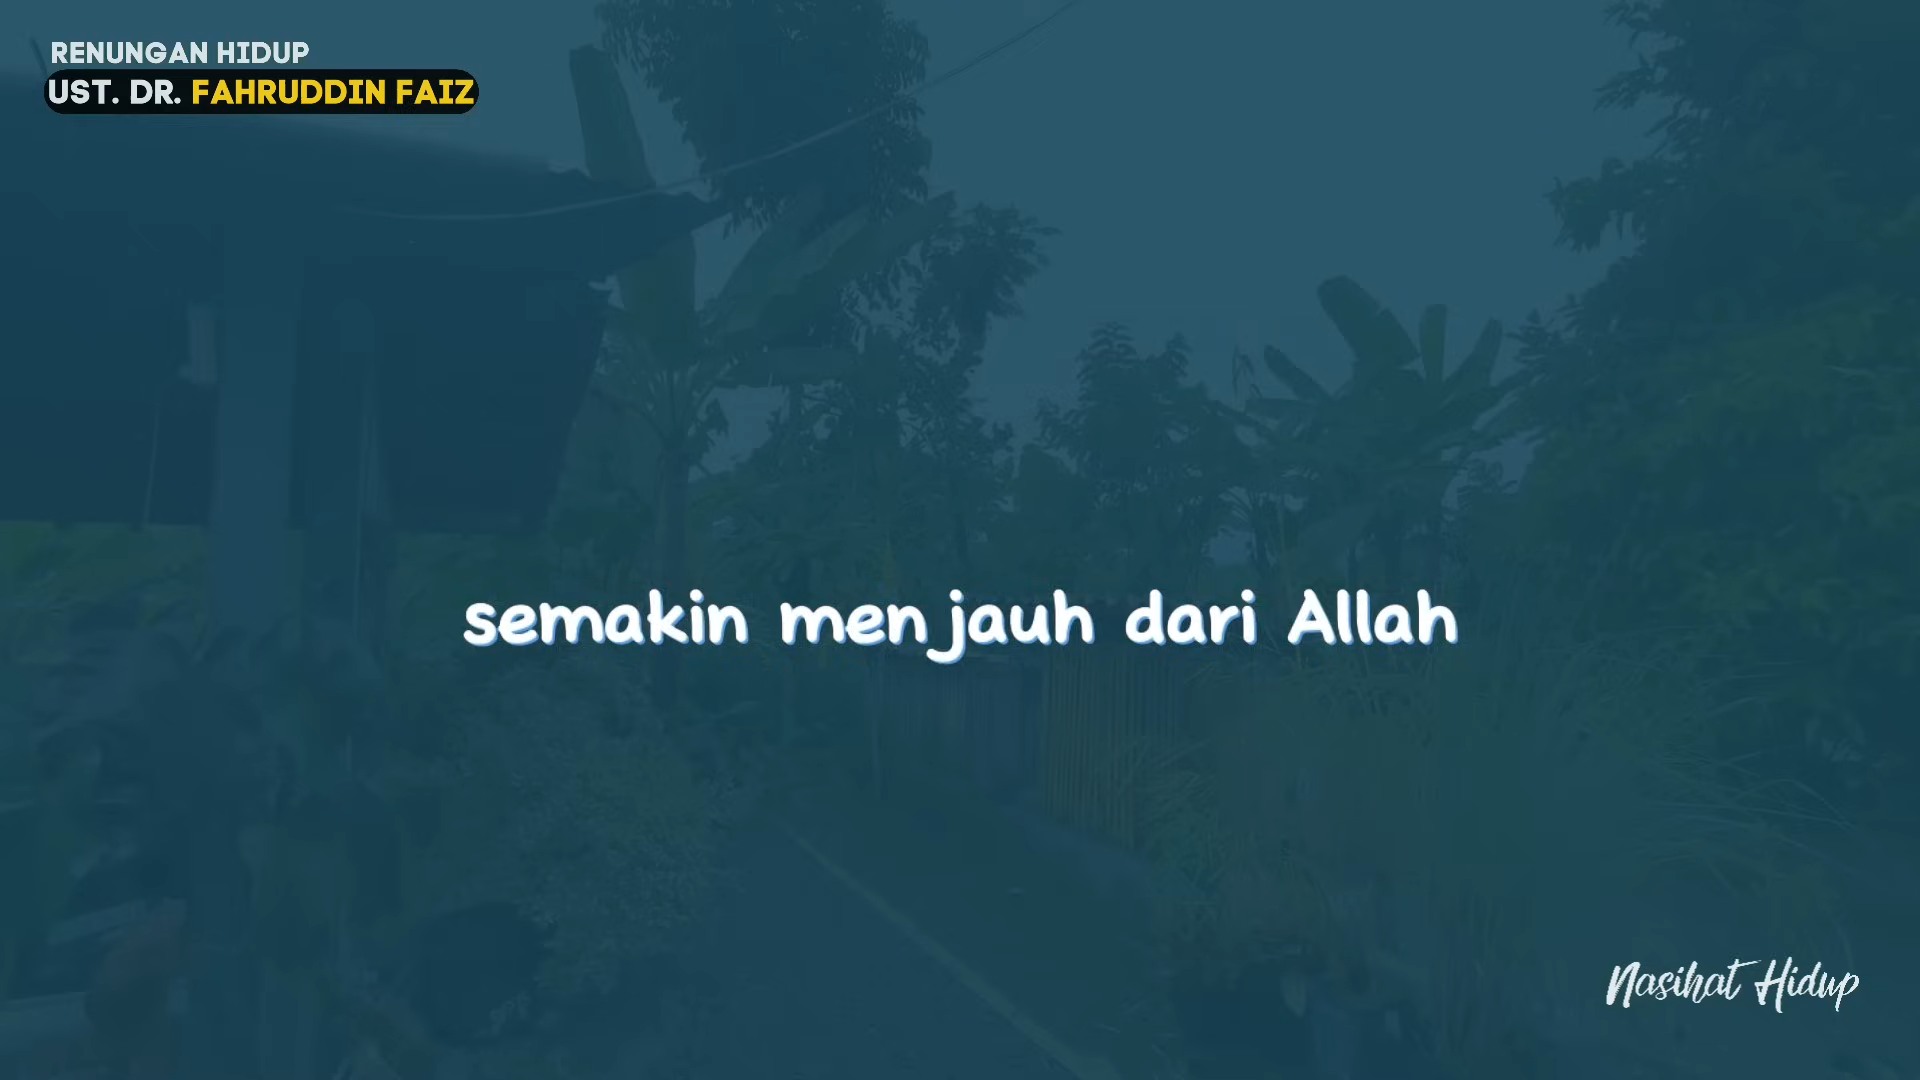 RENUNGAN HIDUP
UST. DR. FAHRUDDIN FAIZ
semakin menjauh dari Allah
Nasihat Hidup